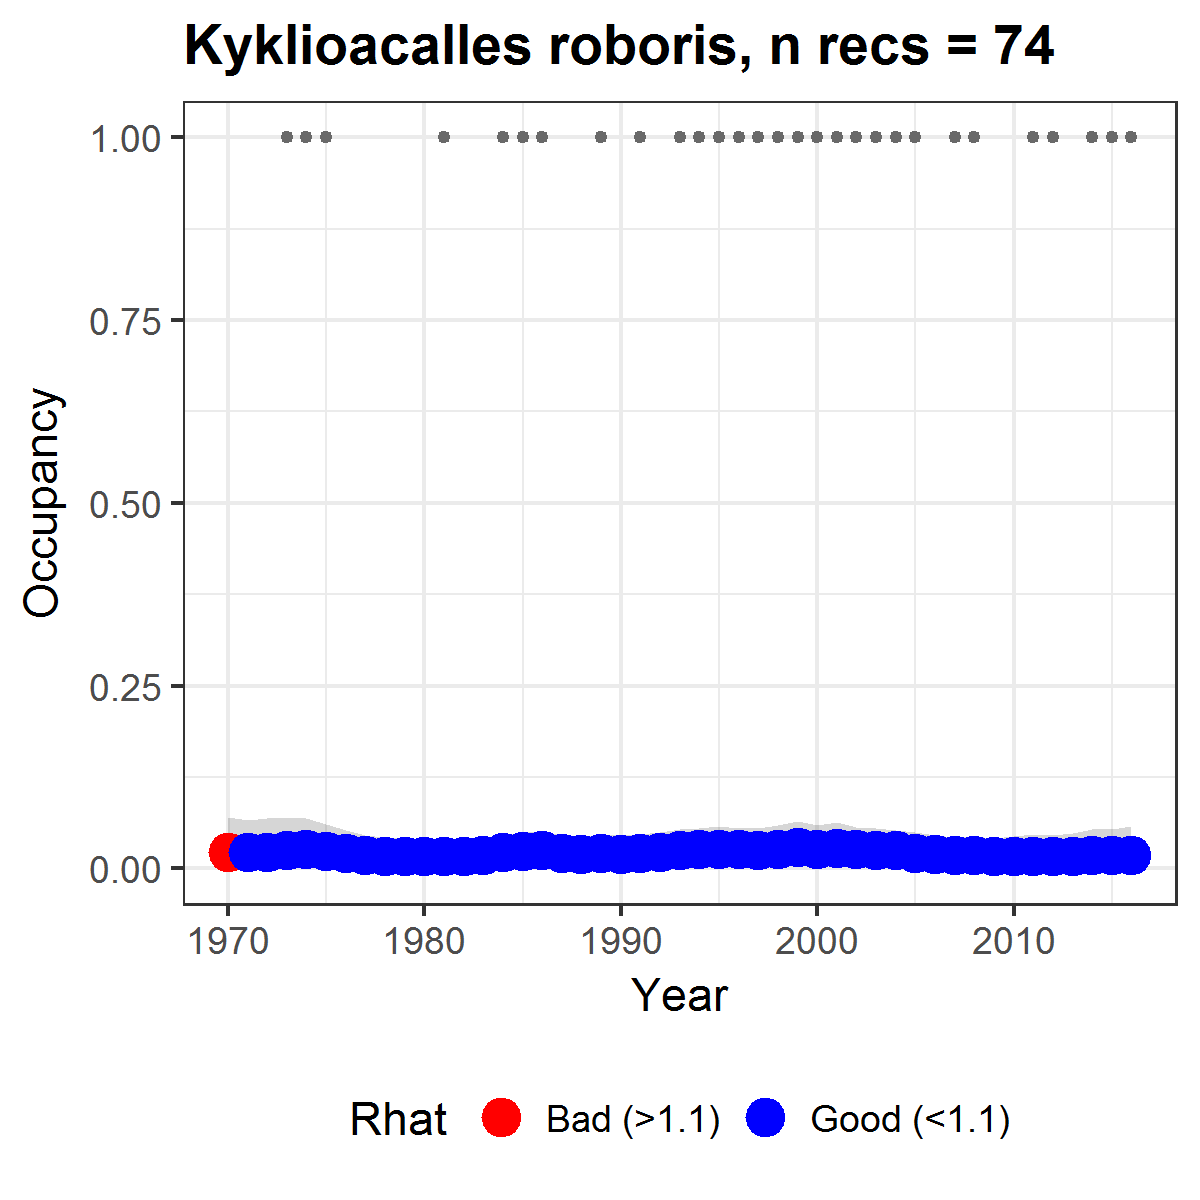 Kyklioacalles roboris, n recs = 74
1.00
0.75
0.50
0.25
0.00
Occupancy
1970 1980 1990 2000 2010
Year
Rhat Bad (>1.1) Good (<1.1)